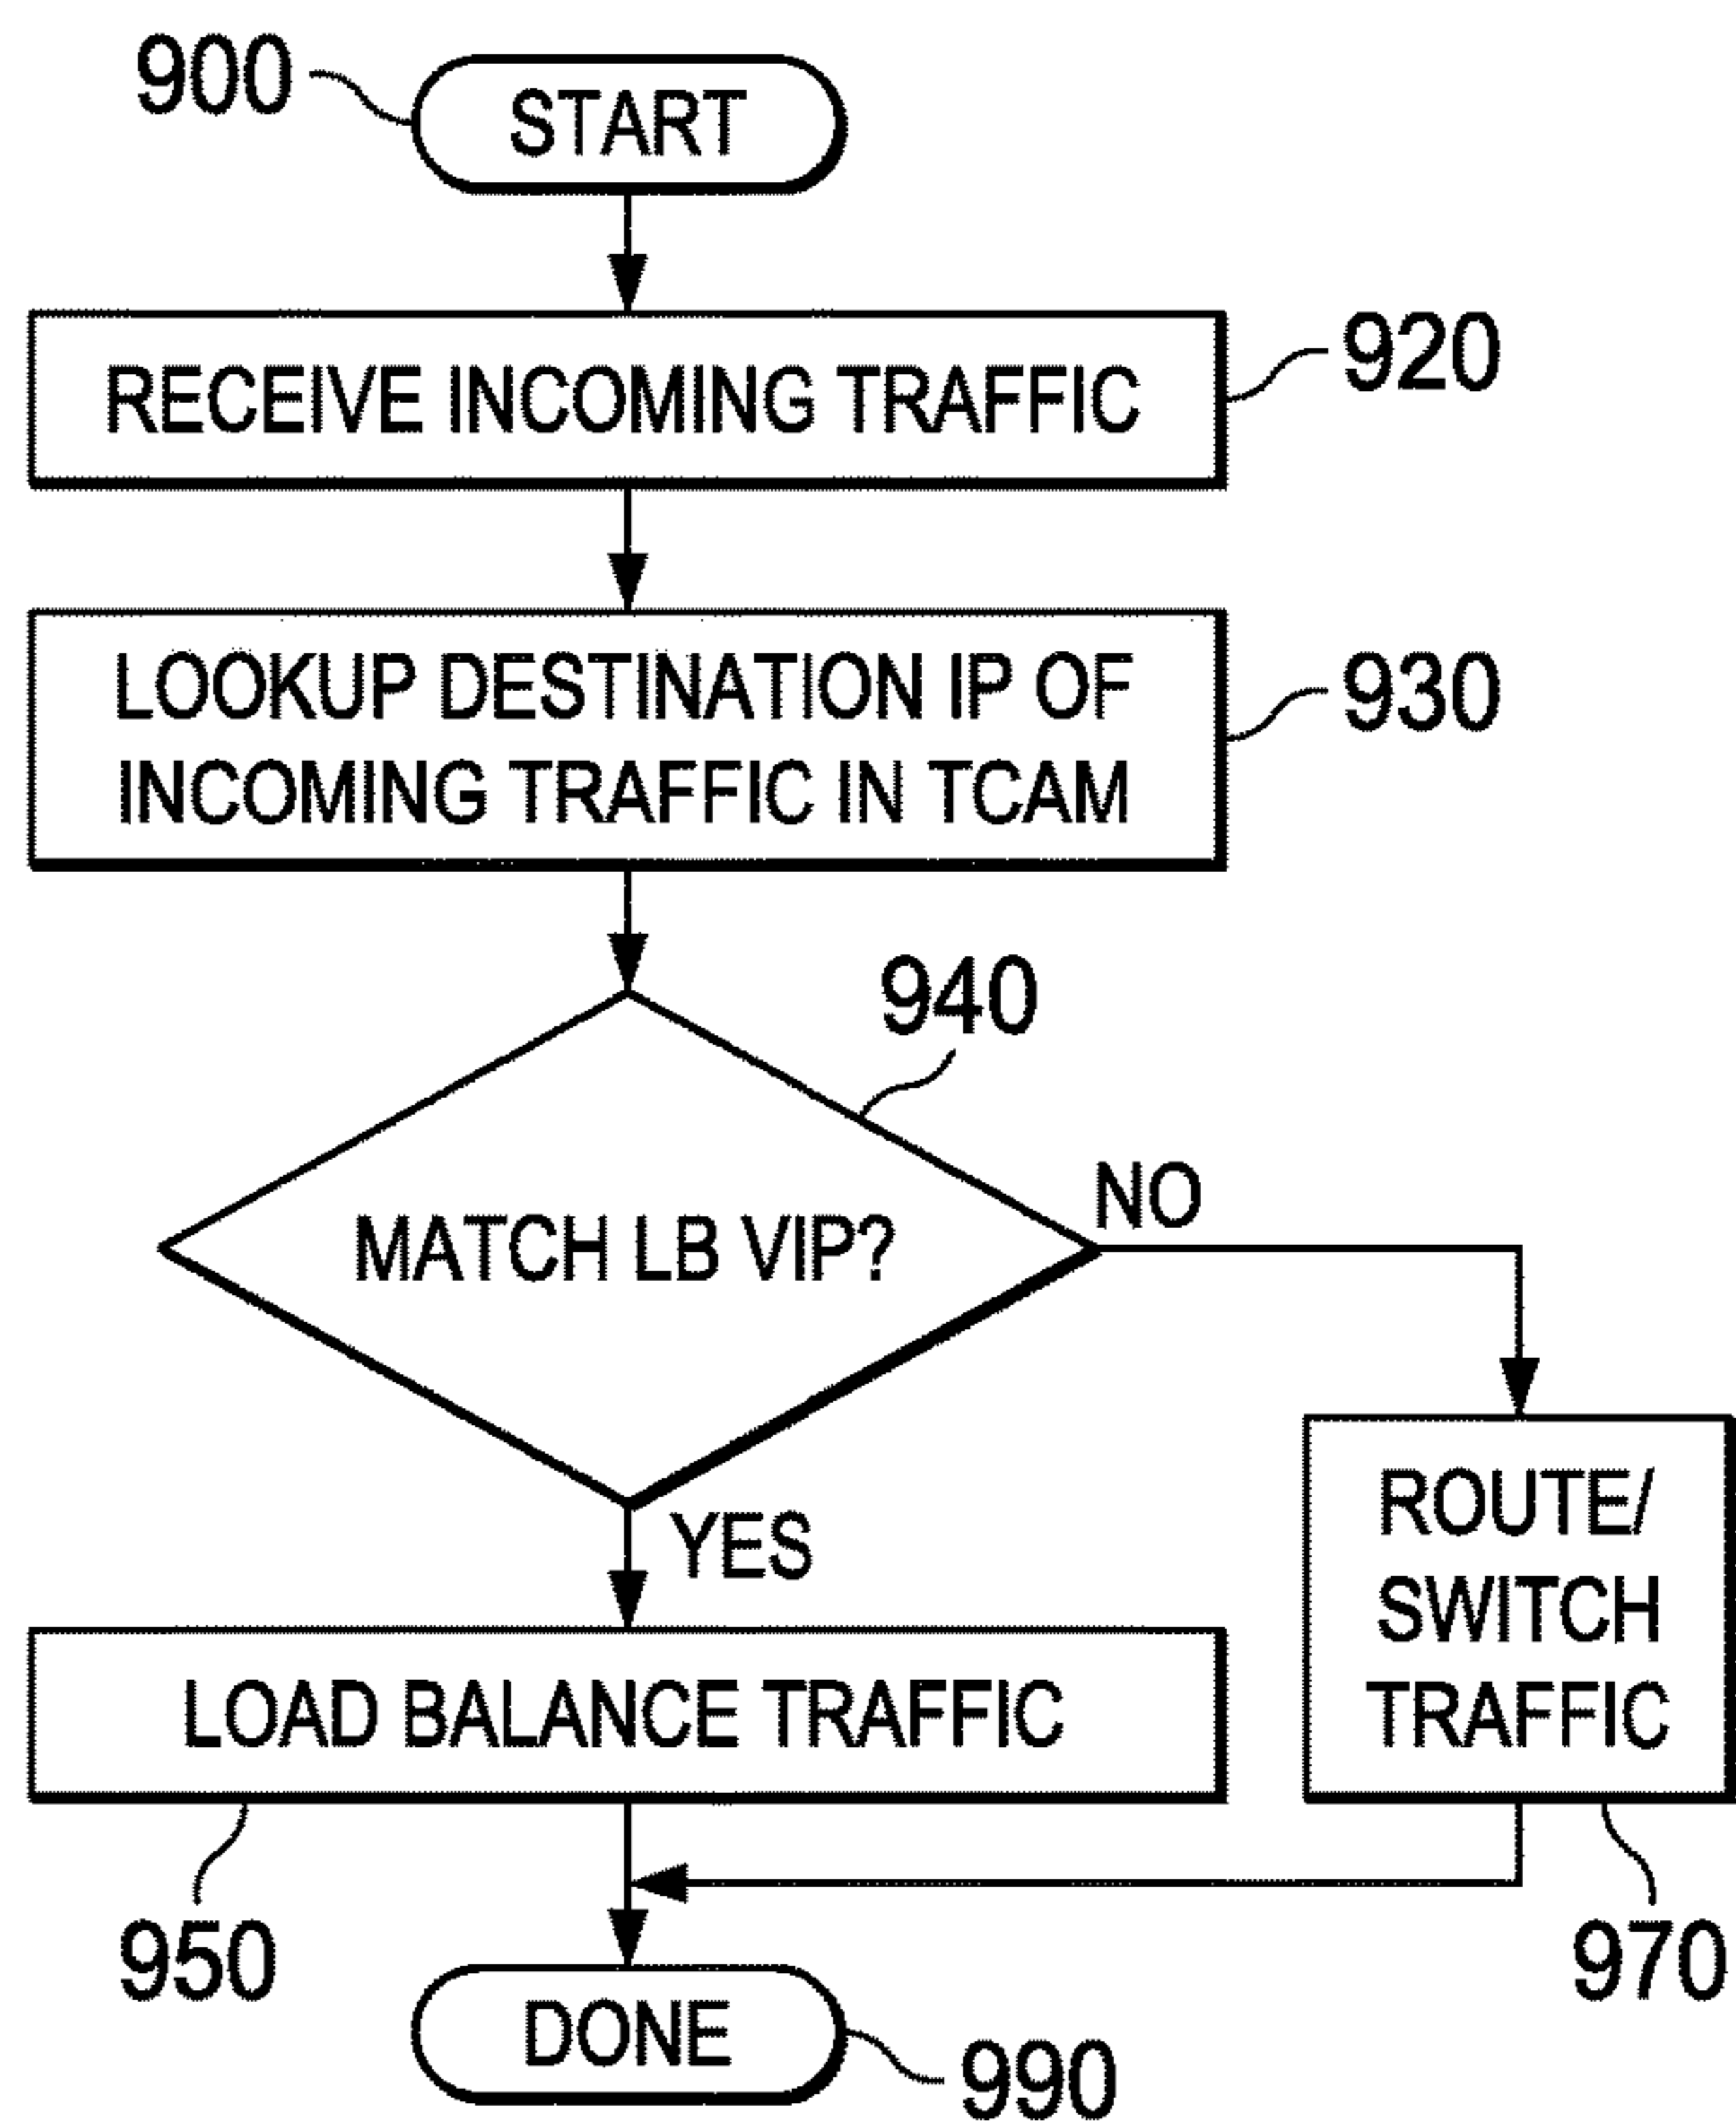 900
START
RECEIVE INCOMING TRAFFIC
920
LOOKUP DESTINATION IP OF
INCOMING TRAFFIC IN TCAM
930
940
MATCH LB VIP?
NO
YES
ROUTE/
SWITCH
TRAFFIC
LOAD BALANCE TRAFFIC
950
970
DONE
990